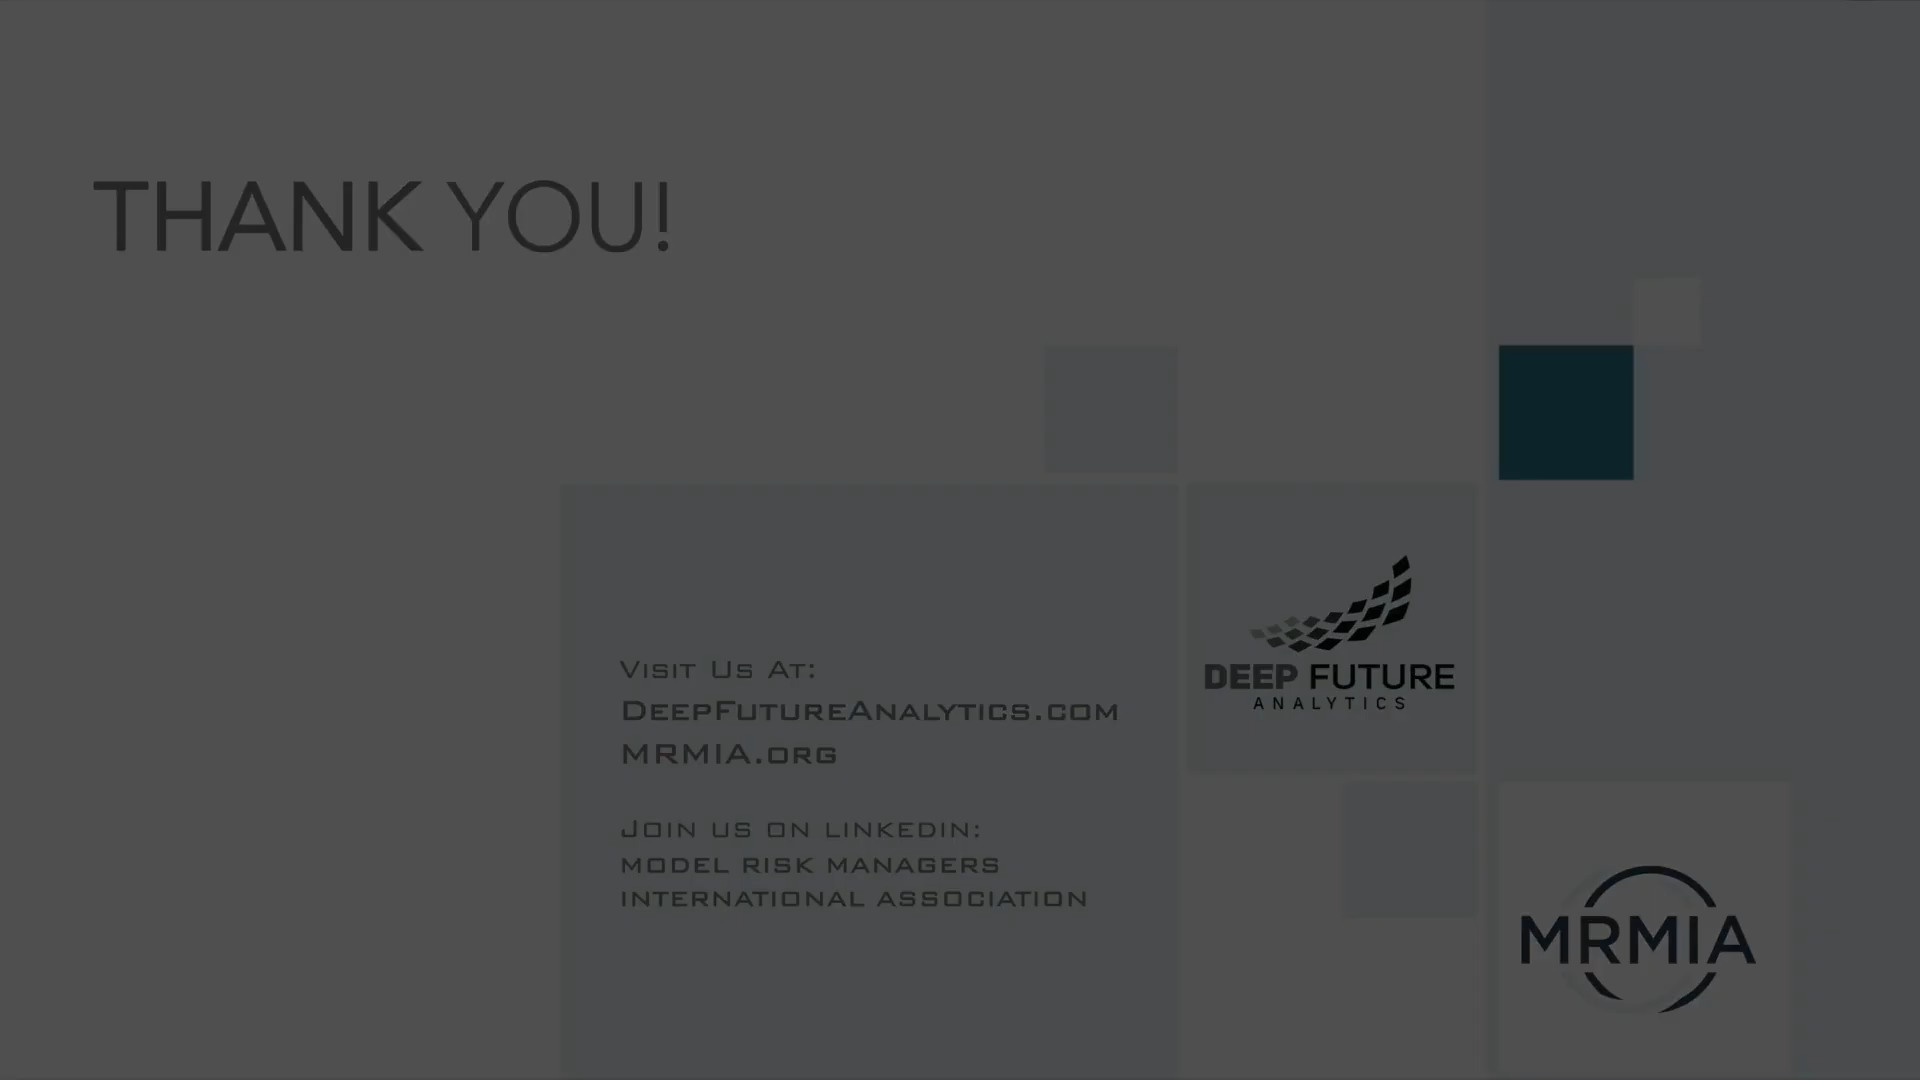 THANK YOU!
Visit Us At:
DeepFutureAnalytics.com
MRMIA.org
Join us on linkedin:
model risk managers
international association
DEEP FUTURE
ANALYTICS
MRMIA